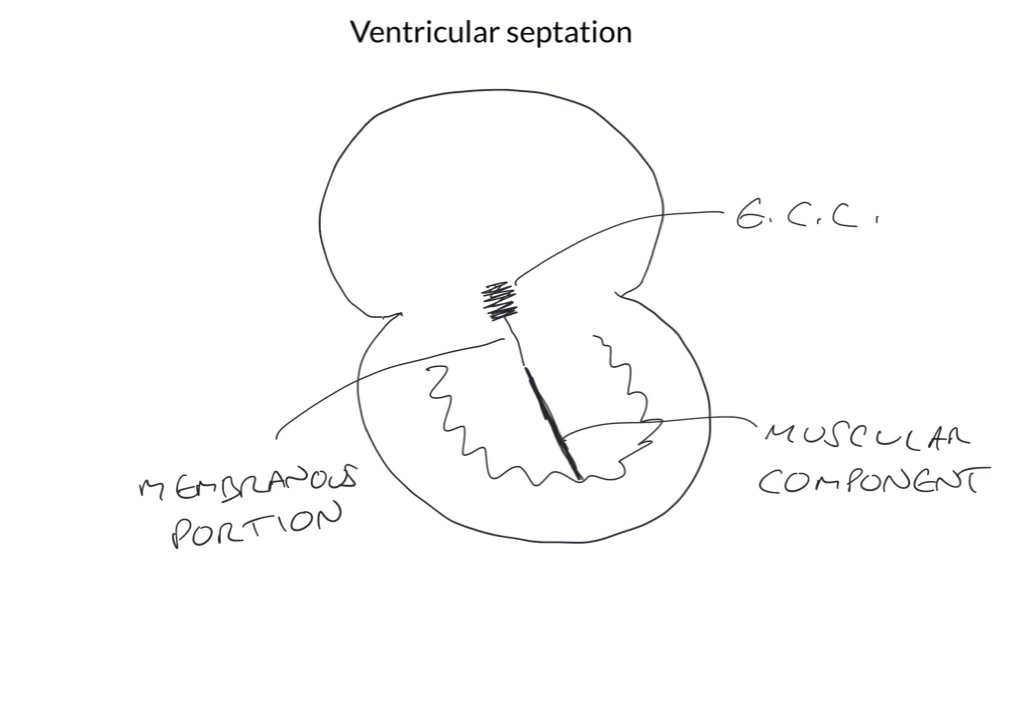 Ventricular septation
E.C.C.
MUSCULAR
COMPONENT
MEMBRANOUS
PORTION